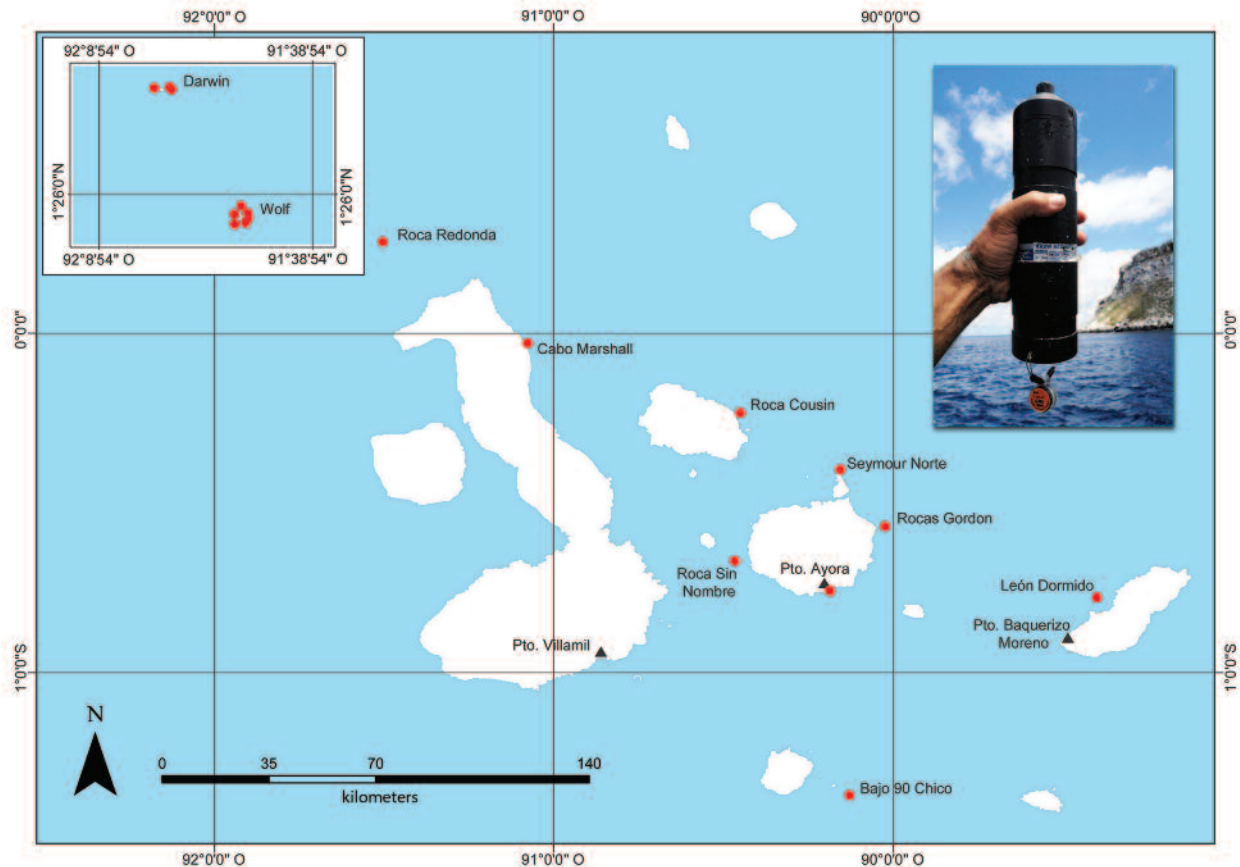 92°0'0" O 91°0'0" O 90°0'0" O
92°8'54" O 91°38'54" O
Darwin
1°26'0"N 1°26'0"N
Wolf
92°8'54" O 91°38'54" O
Roca Redonda
0°0'0" 0°0'0"
Cabo Marshall
Roca Cousin
Seymour Norte
Rocas Gordon
Roca Sin
Nombre
Pto. Ayora
León Dormido
Pto. Baquerizo
Moreno
Pto. Villamil
1°0'0"S 1°0'0"S
N
0 35 70 140
kilometers
Bajo 90 Chico
92°0'0" O 91°0'0" O 90°0'0" O